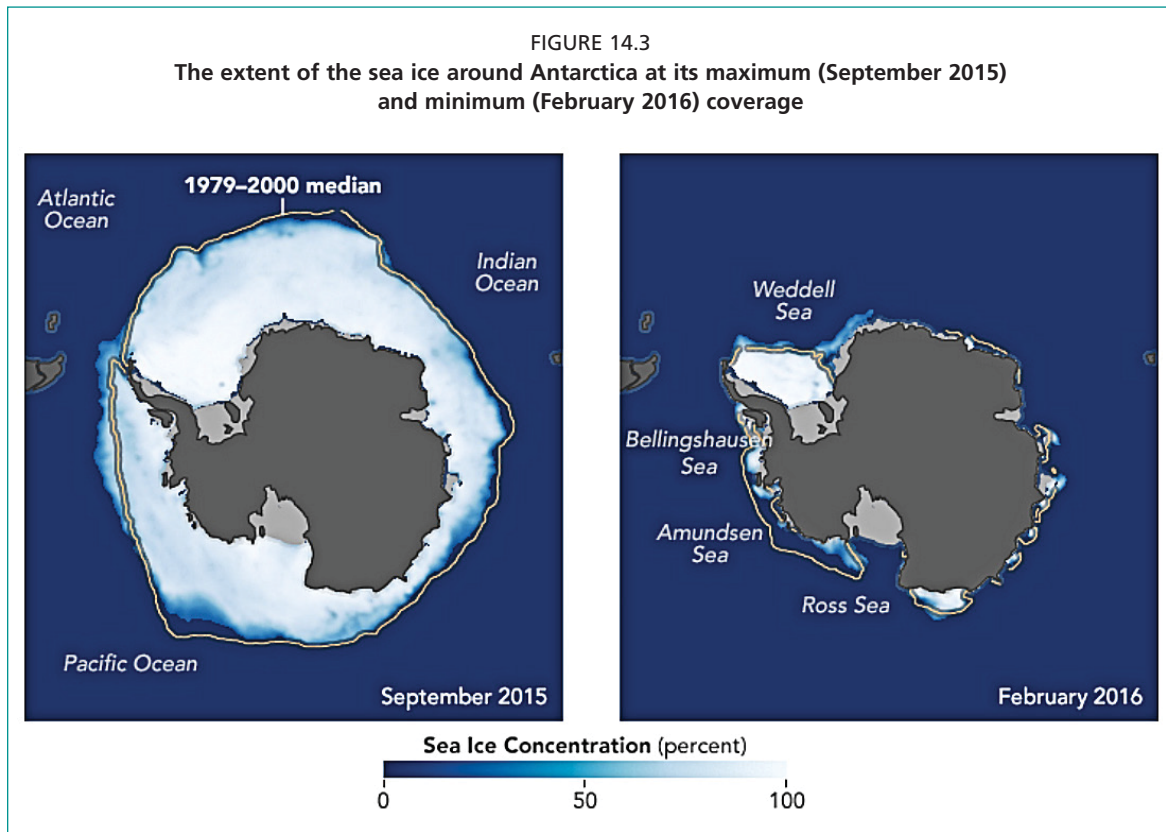 FIGURE 14.3
The extent of the sea ice around Antarctica at its maximum (September 2015)
and minimum (February 2016) coverage
1979–2000 median
Atlantic
Ocean
Indian
Ocean
Pacific Ocean
September 2015
Weddell
Sea
Bellingshausen
Sea
Amundsen
Sea
Ross Sea
February 2016
Sea Ice Concentration (percent)
0 50 100